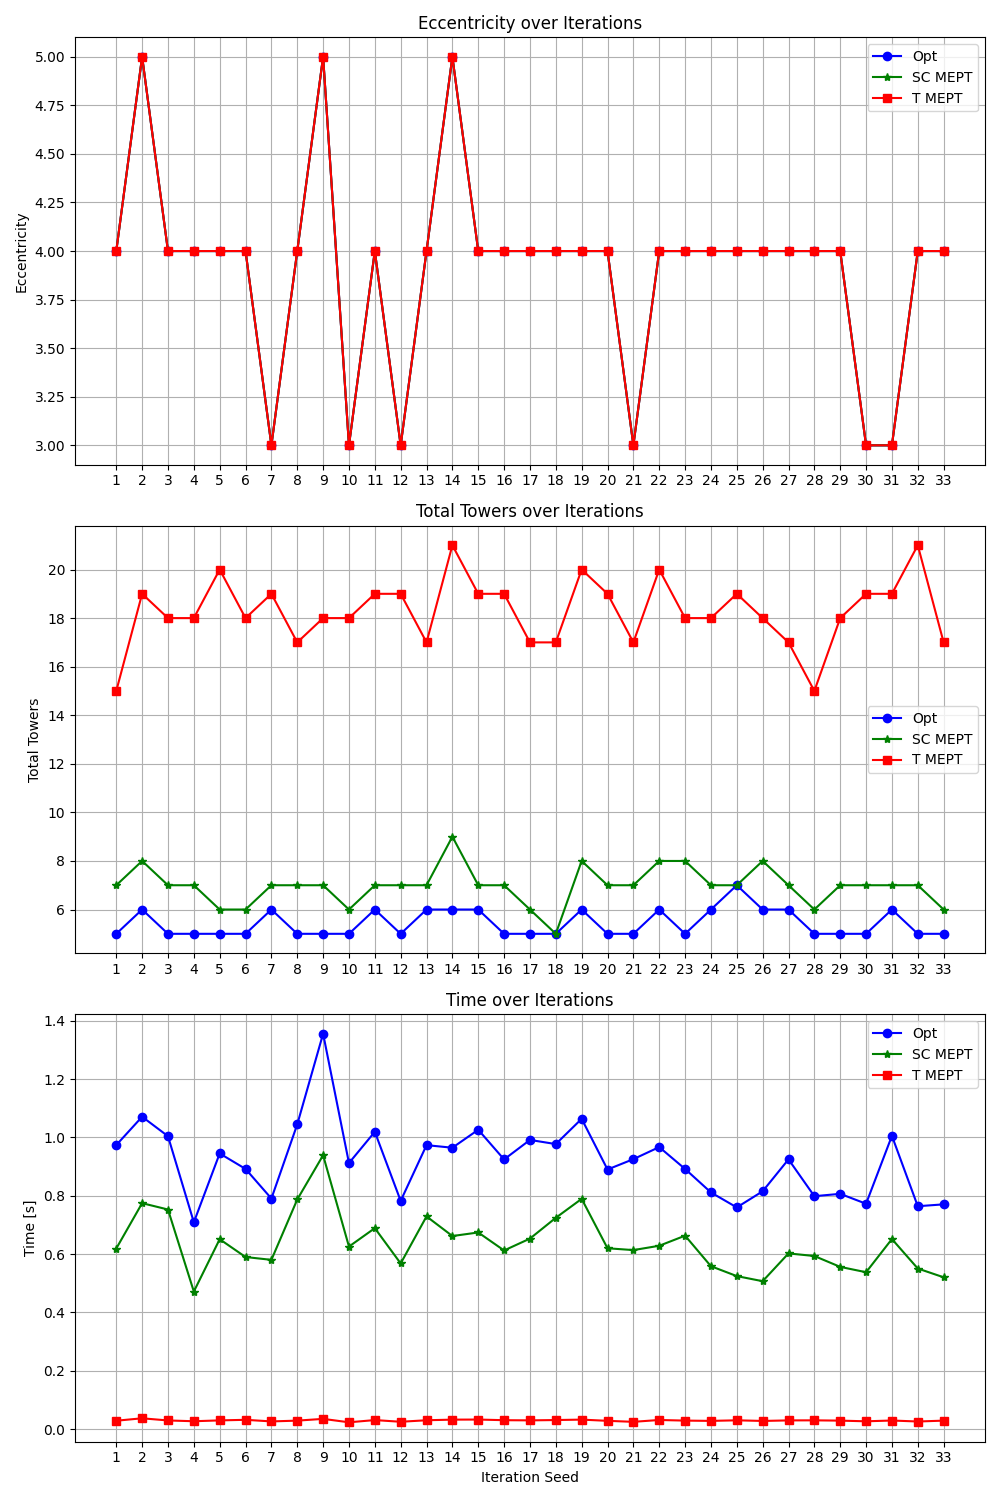 Eccentricity over Iterations
Opt
SC MEPT
T MEPT
5.00
4.75
4.50
4.25
4.00
3.75
3.50
3.25
3.00
Eccentricity
1 2 3 4 5 6 7 8 9 10 11 12 13 14 15 16 17 18 19 20 21 22 23 24 25 26 27 28 29 30 31 32 33
Total Towers over Iterations
20
18
16
14
12
10
8
6
Total Towers
Opt
SC MEPT
T MEPT
1 2 3 4 5 6 7 8 9 10 11 12 13 14 15 16 17 18 19 20 21 22 23 24 25 26 27 28 29 30 31 32 33
Time over Iterations
Opt
SC MEPT
T MEPT
1.4
1.2
1.0
0.8
0.6
0.4
0.2
0.0
Time [s]
1 2 3 4 5 6 7 8 9 10 11 12 13 14 15 16 17 18 19 20 21 22 23 24 25 26 27 28 29 30 31 32 33
Iteration Seed